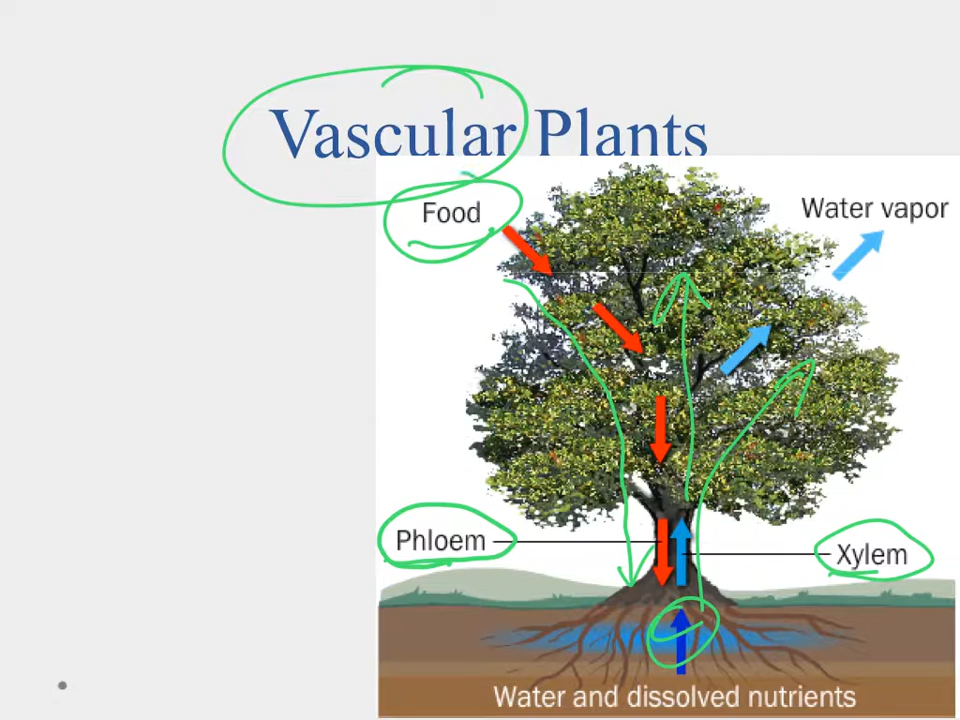 Vascular Plants
Food
Water vapor
Phloem
Xylem
Water and dissolved nutrients